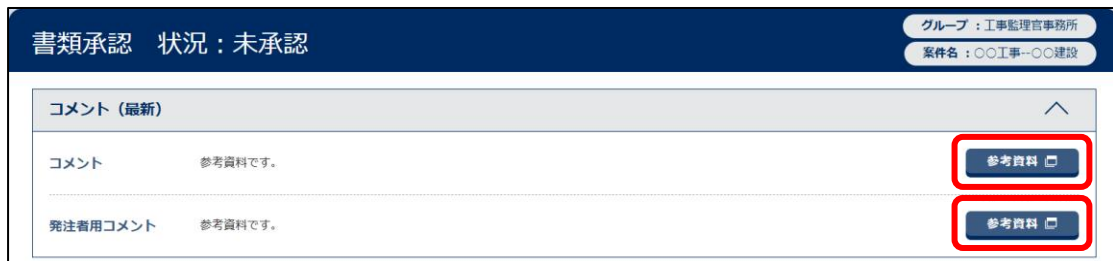 書類承認 状況：未承認
グループ ：工事監理官事務所
案件名 ：○○工事--○○建設
コメント（最新）
コメント 参考資料です。 参考資料
発注者用コメント 参考資料です。 参考資料